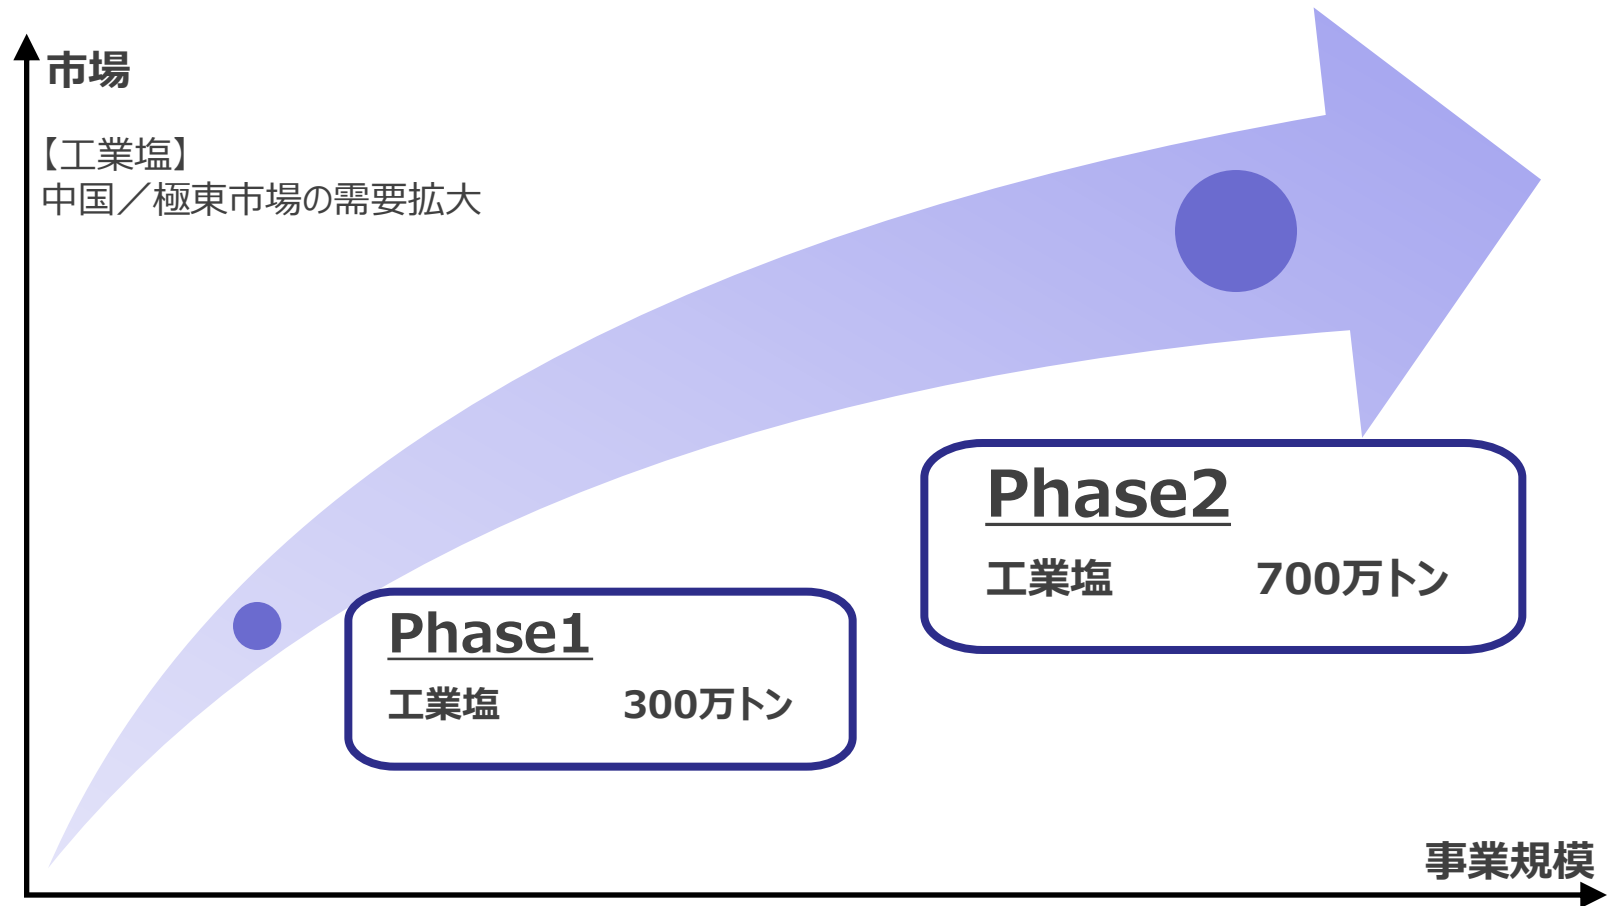 市場
【工業塩】
中国／極東市場の需要拡大
Phase2
工業塩 700万トン
Phase1
工業塩 300万トン
事業規模